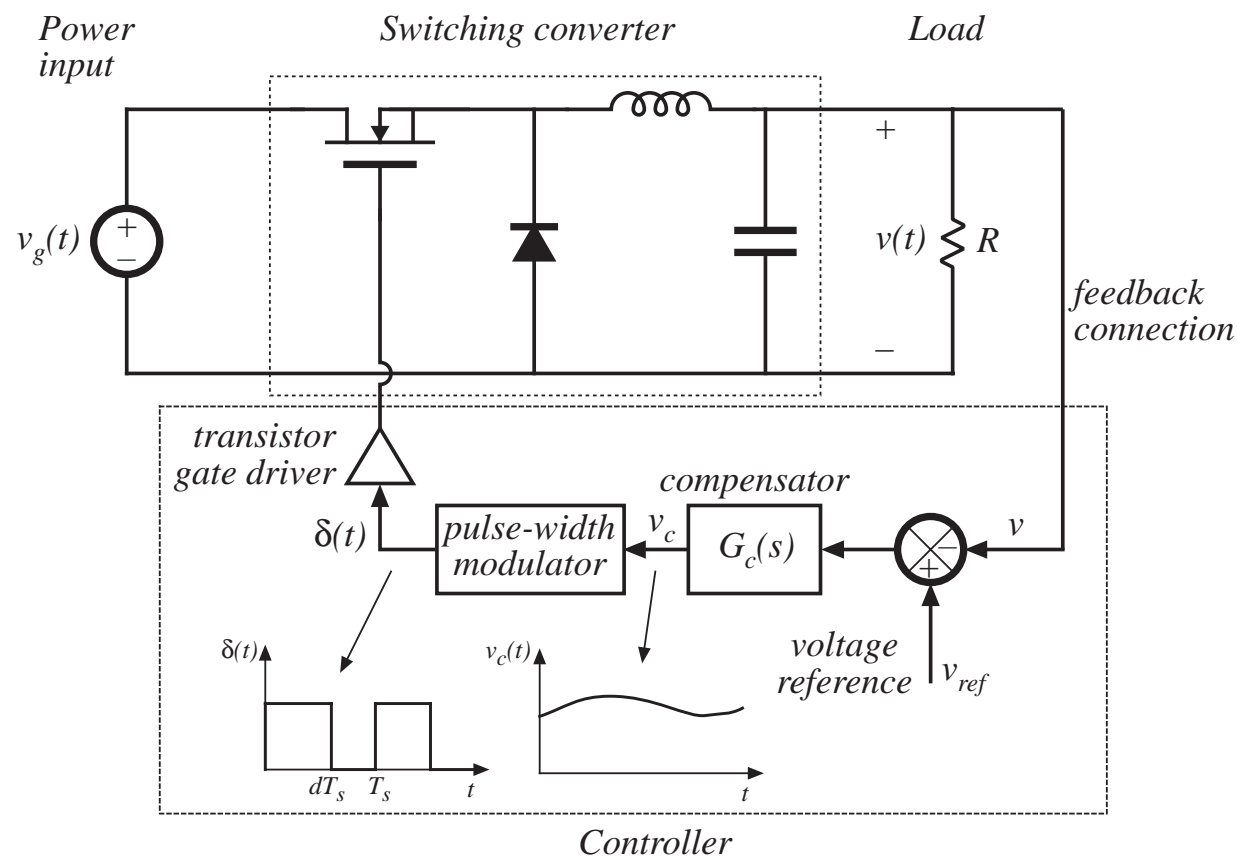 Power
input
Switching converter
Load
+
v_g(t)
+
–
v(t)
R
feedback
connection
–
transistor
gate driver
compensator
δ(t)
pulse-width
modulator
v_c
G_c(s)
–
+
v
voltage
reference
v_ref
δ(t)
dT_s
T_s
t
v_c(t)
t
Controller